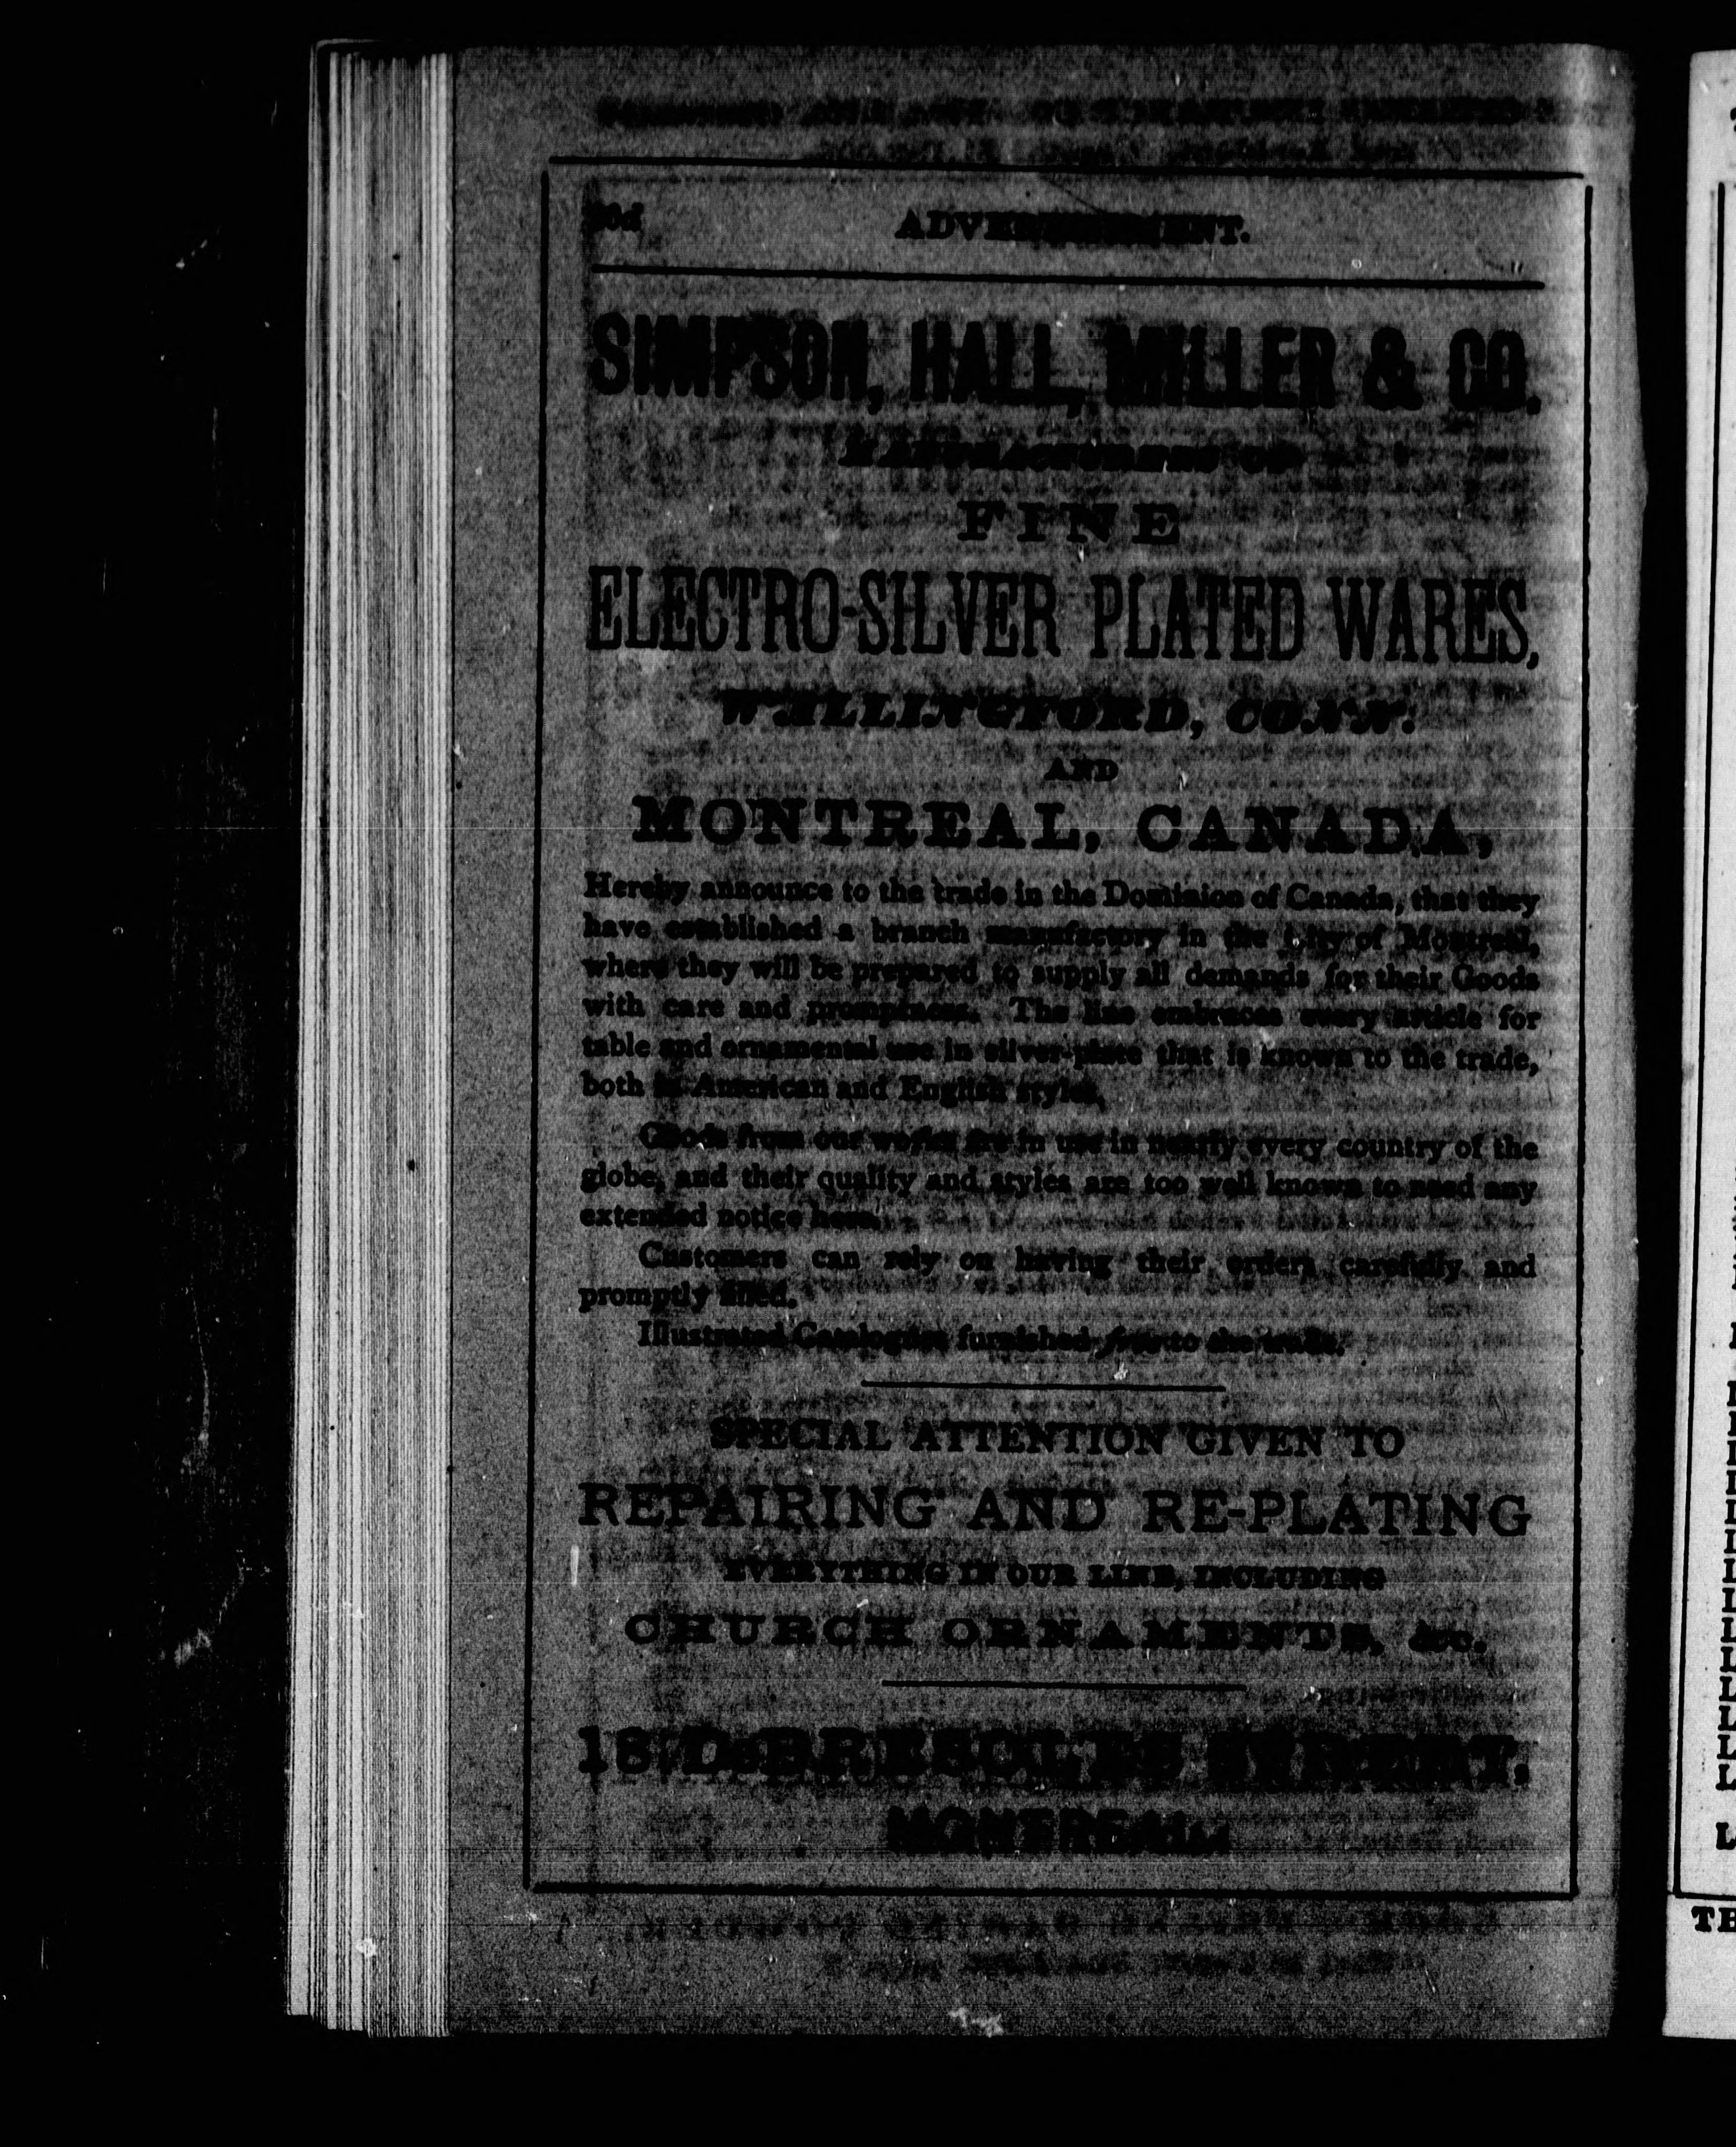 ADVERTISEMENT.
SIMPSON, HALL, MILLER & CO.
MANUFACTURERS OF
FINE
ELECTRO-SILVER PLATED WARES,
WALLINGFORD, CONN.
AND
MONTREAL, CANADA,
Hereby announce to the trade in the Dominion of Canada, that they
have established a branch manufactory in the City of Montreal,
where they will be prepared to supply all demands for their Goods
with care and promptness. The line embraces every article for
table and ornamental use in silver-plate that is known to the trade,
both in American and English styles.
Goods from our works are in use in nearly every country of the
globe, and their quality and styles are too well known to need any
extended notice here.
Customers can rely on having their orders carefully and
promptly filled.
Illustrated Catalogues furnished free to the trade.
SPECIAL ATTENTION GIVEN TO
REPAIRING AND RE-PLATING
EVERYTHING IN OUR LINE, INCLUDING
CHURCH ORNAMENTS, &c.
DeBRESOLES STREET,
MONTREAL.